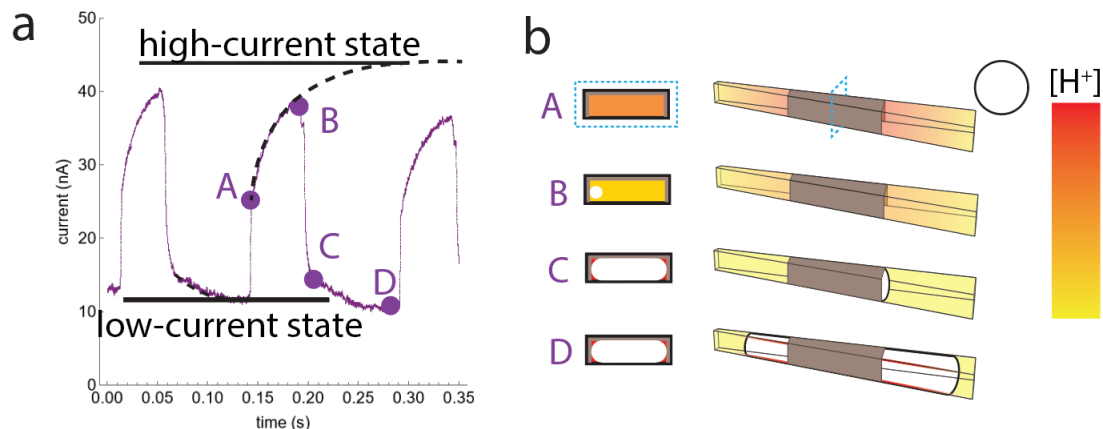 a
50
40
30
20
10
0
current (nA)
high-current state
A
B
C
D
low-current state
0.00
0.05
0.10
0.15
0.20
0.25
0.30
0.35
time (s)
b
[H⁺]
A
B
C
D